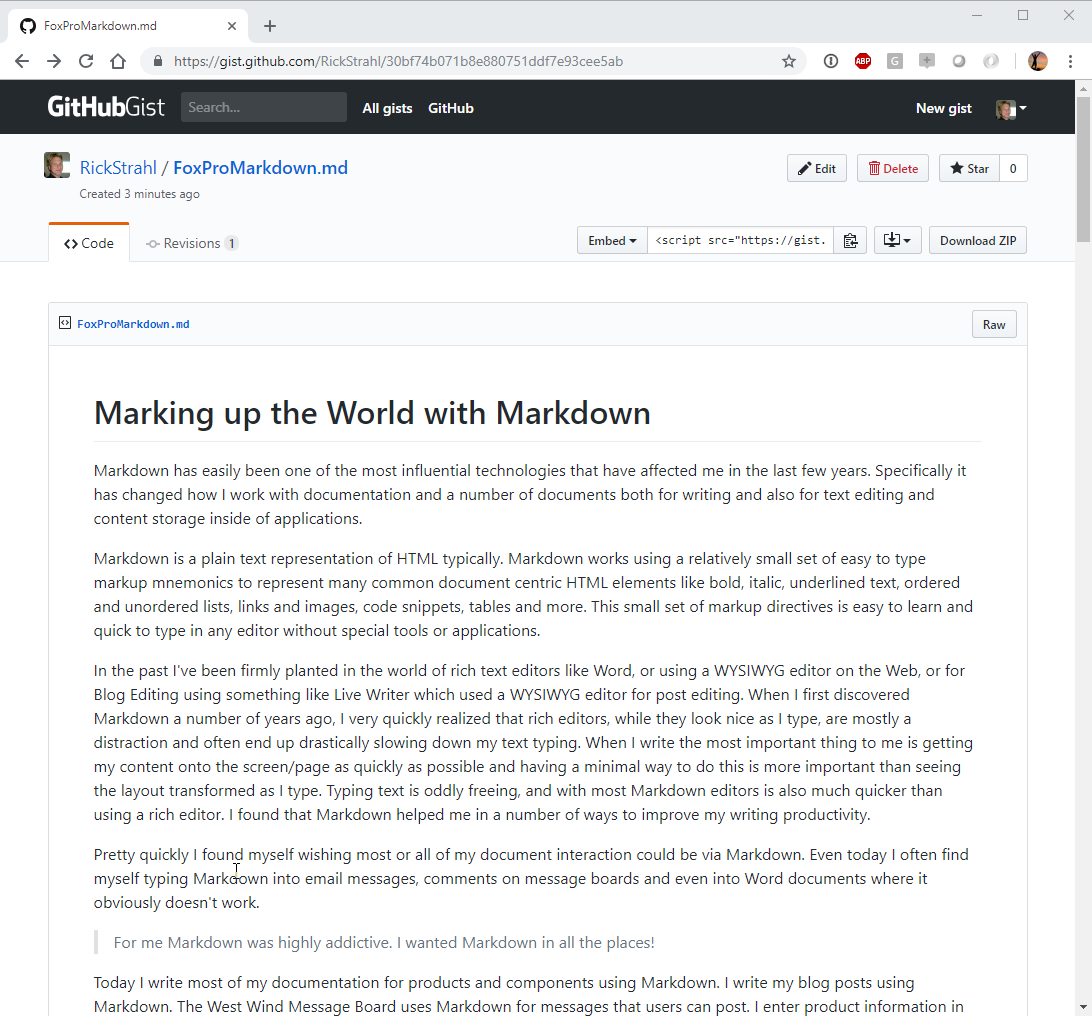 FoxProMarkdown.md
https://gist.github.com/RickStrahl/30bf74b071b8e880751ddf7e93cee5ab
ABP
G
GitHubGist Search... All gists GitHub New gist
RickStrahl / FoxProMarkdown.md Edit Delete Star 0
Created 3 minutes ago
Code Revisions 1 Embed <script src="https://gist. Download ZIP
FoxProMarkdown.md Raw
Marking up the World with Markdown
Markdown has easily been one of the most influential technologies that have affected me in the last few years. Specifically it
has changed how I work with documentation and a number of documents both for writing and also for text editing and
content storage inside of applications.
Markdown is a plain text representation of HTML typically. Markdown works using a relatively small set of easy to type
markup mnemonics to represent many common document centric HTML elements like bold, italic, underlined text, ordered
and unordered lists, links and images, code snippets, tables and more. This small set of markup directives is easy to learn and
quick to type in any editor without special tools or applications.
In the past I've been firmly planted in the world of rich text editors like Word, or using a WYSIWYG editor on the Web, or for
Blog Editing using something like Live Writer which used a WYSIWYG editor for post editing. When I first discovered
Markdown a number of years ago, I very quickly realized that rich editors, while they look nice as I type, are mostly a
distraction and often end up drastically slowing down my text typing. When I write the most important thing to me is getting
my content onto the screen/page as quickly as possible and having a minimal way to do this is more important than seeing
the layout transformed as I type. Typing text is oddly freeing, and with most Markdown editors is also much quicker than
using a rich editor. I found that Markdown helped me in a number of ways to improve my writing productivity.
Pretty quickly I found myself wishing most or all of my document interaction could be via Markdown. Even today I often find
myself typing Markdown into email messages, comments on message boards and even into Word documents where it
obviously doesn't work.
For me Markdown was highly addictive. I wanted Markdown in all the places!
Today I write most of my documentation for products and components using Markdown. I write my blog posts using
Markdown. The West Wind Message Board uses Markdown for messages that users can post. I enter product information in